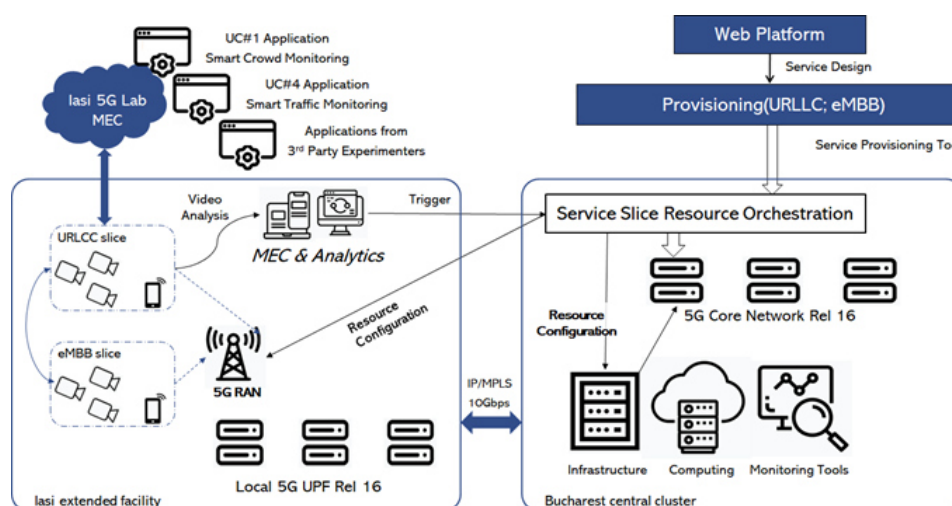 UC#1 Application
Smart Crowd Monitoring
Iasi 5G Lab
MEC
UC#4 Application
Smart Traffic Monitoring
Applications from
3rd Party Experimenters
Web Platform
Service Design
Provisioning(URLLC; eMBB)
Service Provisioning Too
Video
Analysis
Trigger
URLCC slice
MEC & Analytics
Service Slice Resource Orchestration
Resource
Configuration
5G Core Network Rel 16
Resource
Configuration
eMBB slice
5G RAN
IP/MPLS
10Gbps
Local 5G UPF Rel 16
Infrastructure
Computing
Monitoring Tools
Iasi extended facility
Bucharest central cluster